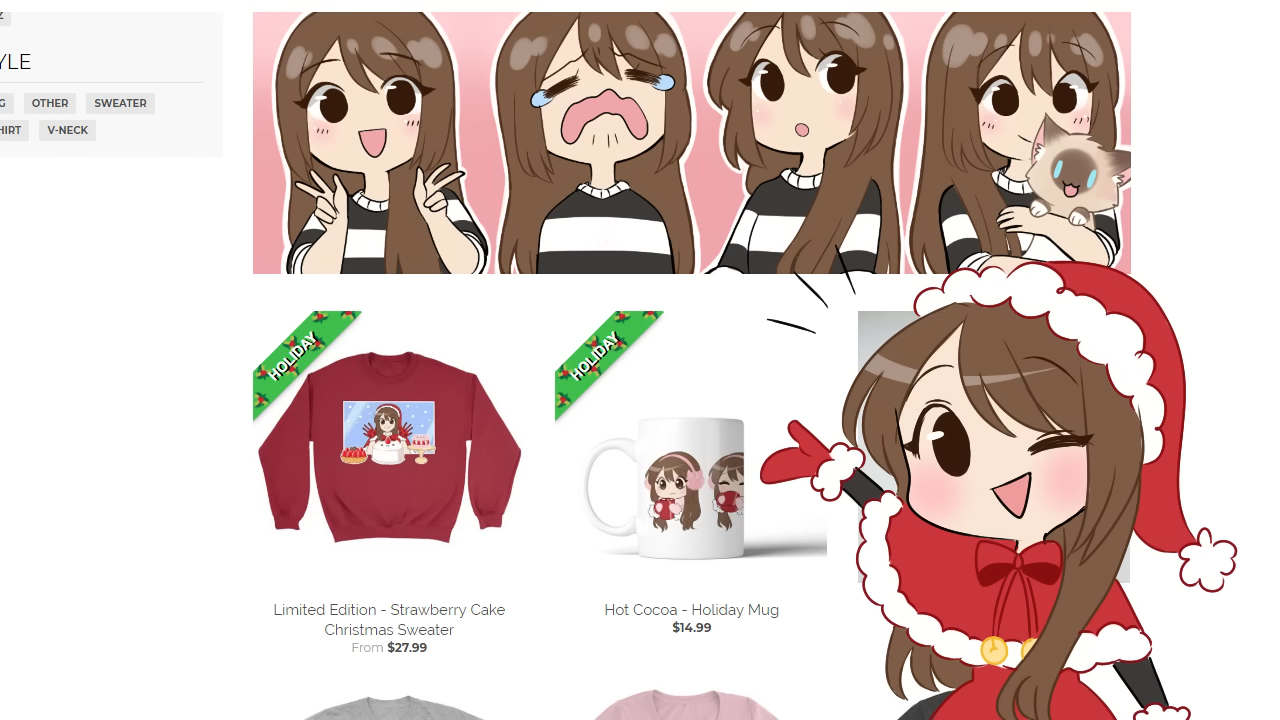 YLE
G OTHER SWEATER
HIRT V-NECK
HOLIDAY
HOLIDAY
Limited Edition - Strawberry Cake
Christmas Sweater
From $27.99
Hot Cocoa - Holiday Mug
$14.99